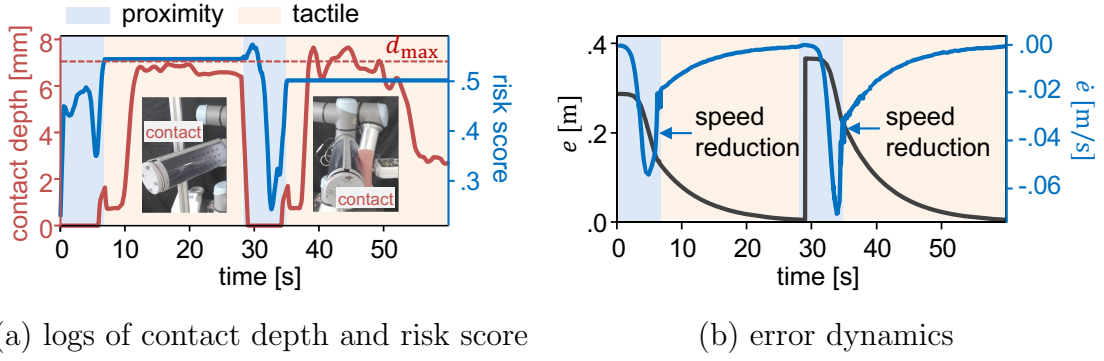 proximity tactile
contact depth [mm]
8
6
4
2
0
d_max
contact
contact
.5
.4
.3
risk score
0 10 20 30 40 50
time [s]
(a) logs of contact depth and risk score
e [m]
.4
.2
.0
speed
reduction
speed
reduction
.00
-.02
-.04
-.06
ė [m/s]
0 10 20 30 40 50
time [s]
(b) error dynamics